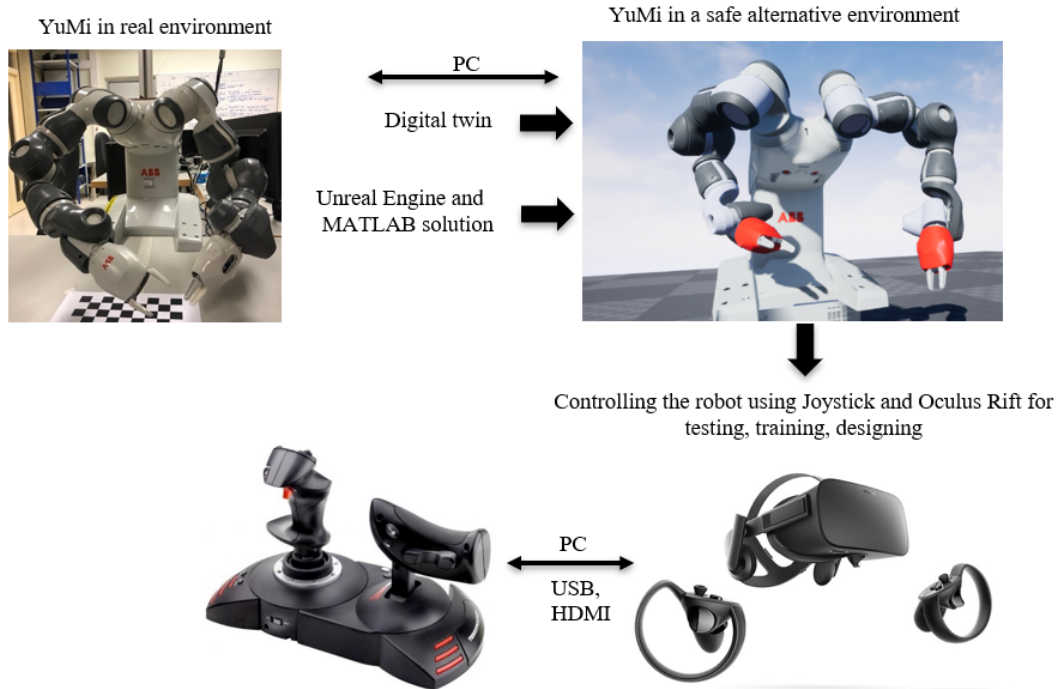 YuMi in real environment
YuMi in a safe alternative environment
PC
Digital twin
Unreal Engine and
MATLAB solution
ABB
ABB
ABB
Controlling the robot using Joystick and Oculus Rift for
testing, training, designing
PC
USB,
HDMI